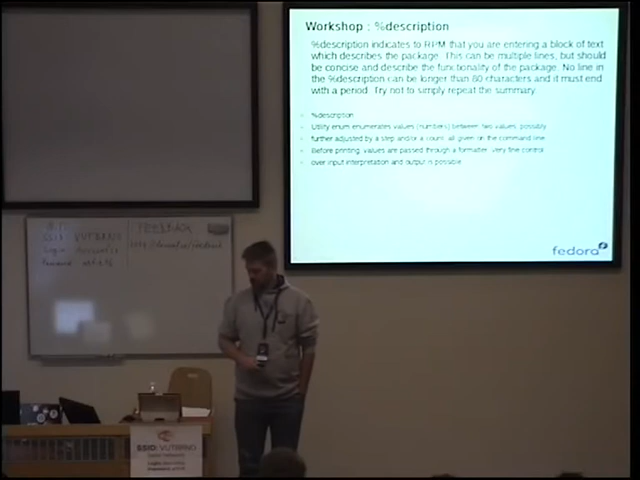 Workshop : %description
%description indicates to RPM that you are entering a block of text
which describes the package. This can be multiple lines, but should
be concise and describe the functionality of the package. No line in
the %description can be longer than 80 characters and it must end
with a period. Try not to simply repeat the summary.
%description
Utility enum enumerates values (numbers) between two values, possibly
further adjusted by a step and/or a count, all given on the command line.
Before printing, values are passed through a formatter. Very fine control
over input interpretation and output is possible.
fedora
FEEDBACK
SSID: VUTBRNO
SSID: VUTBRNO